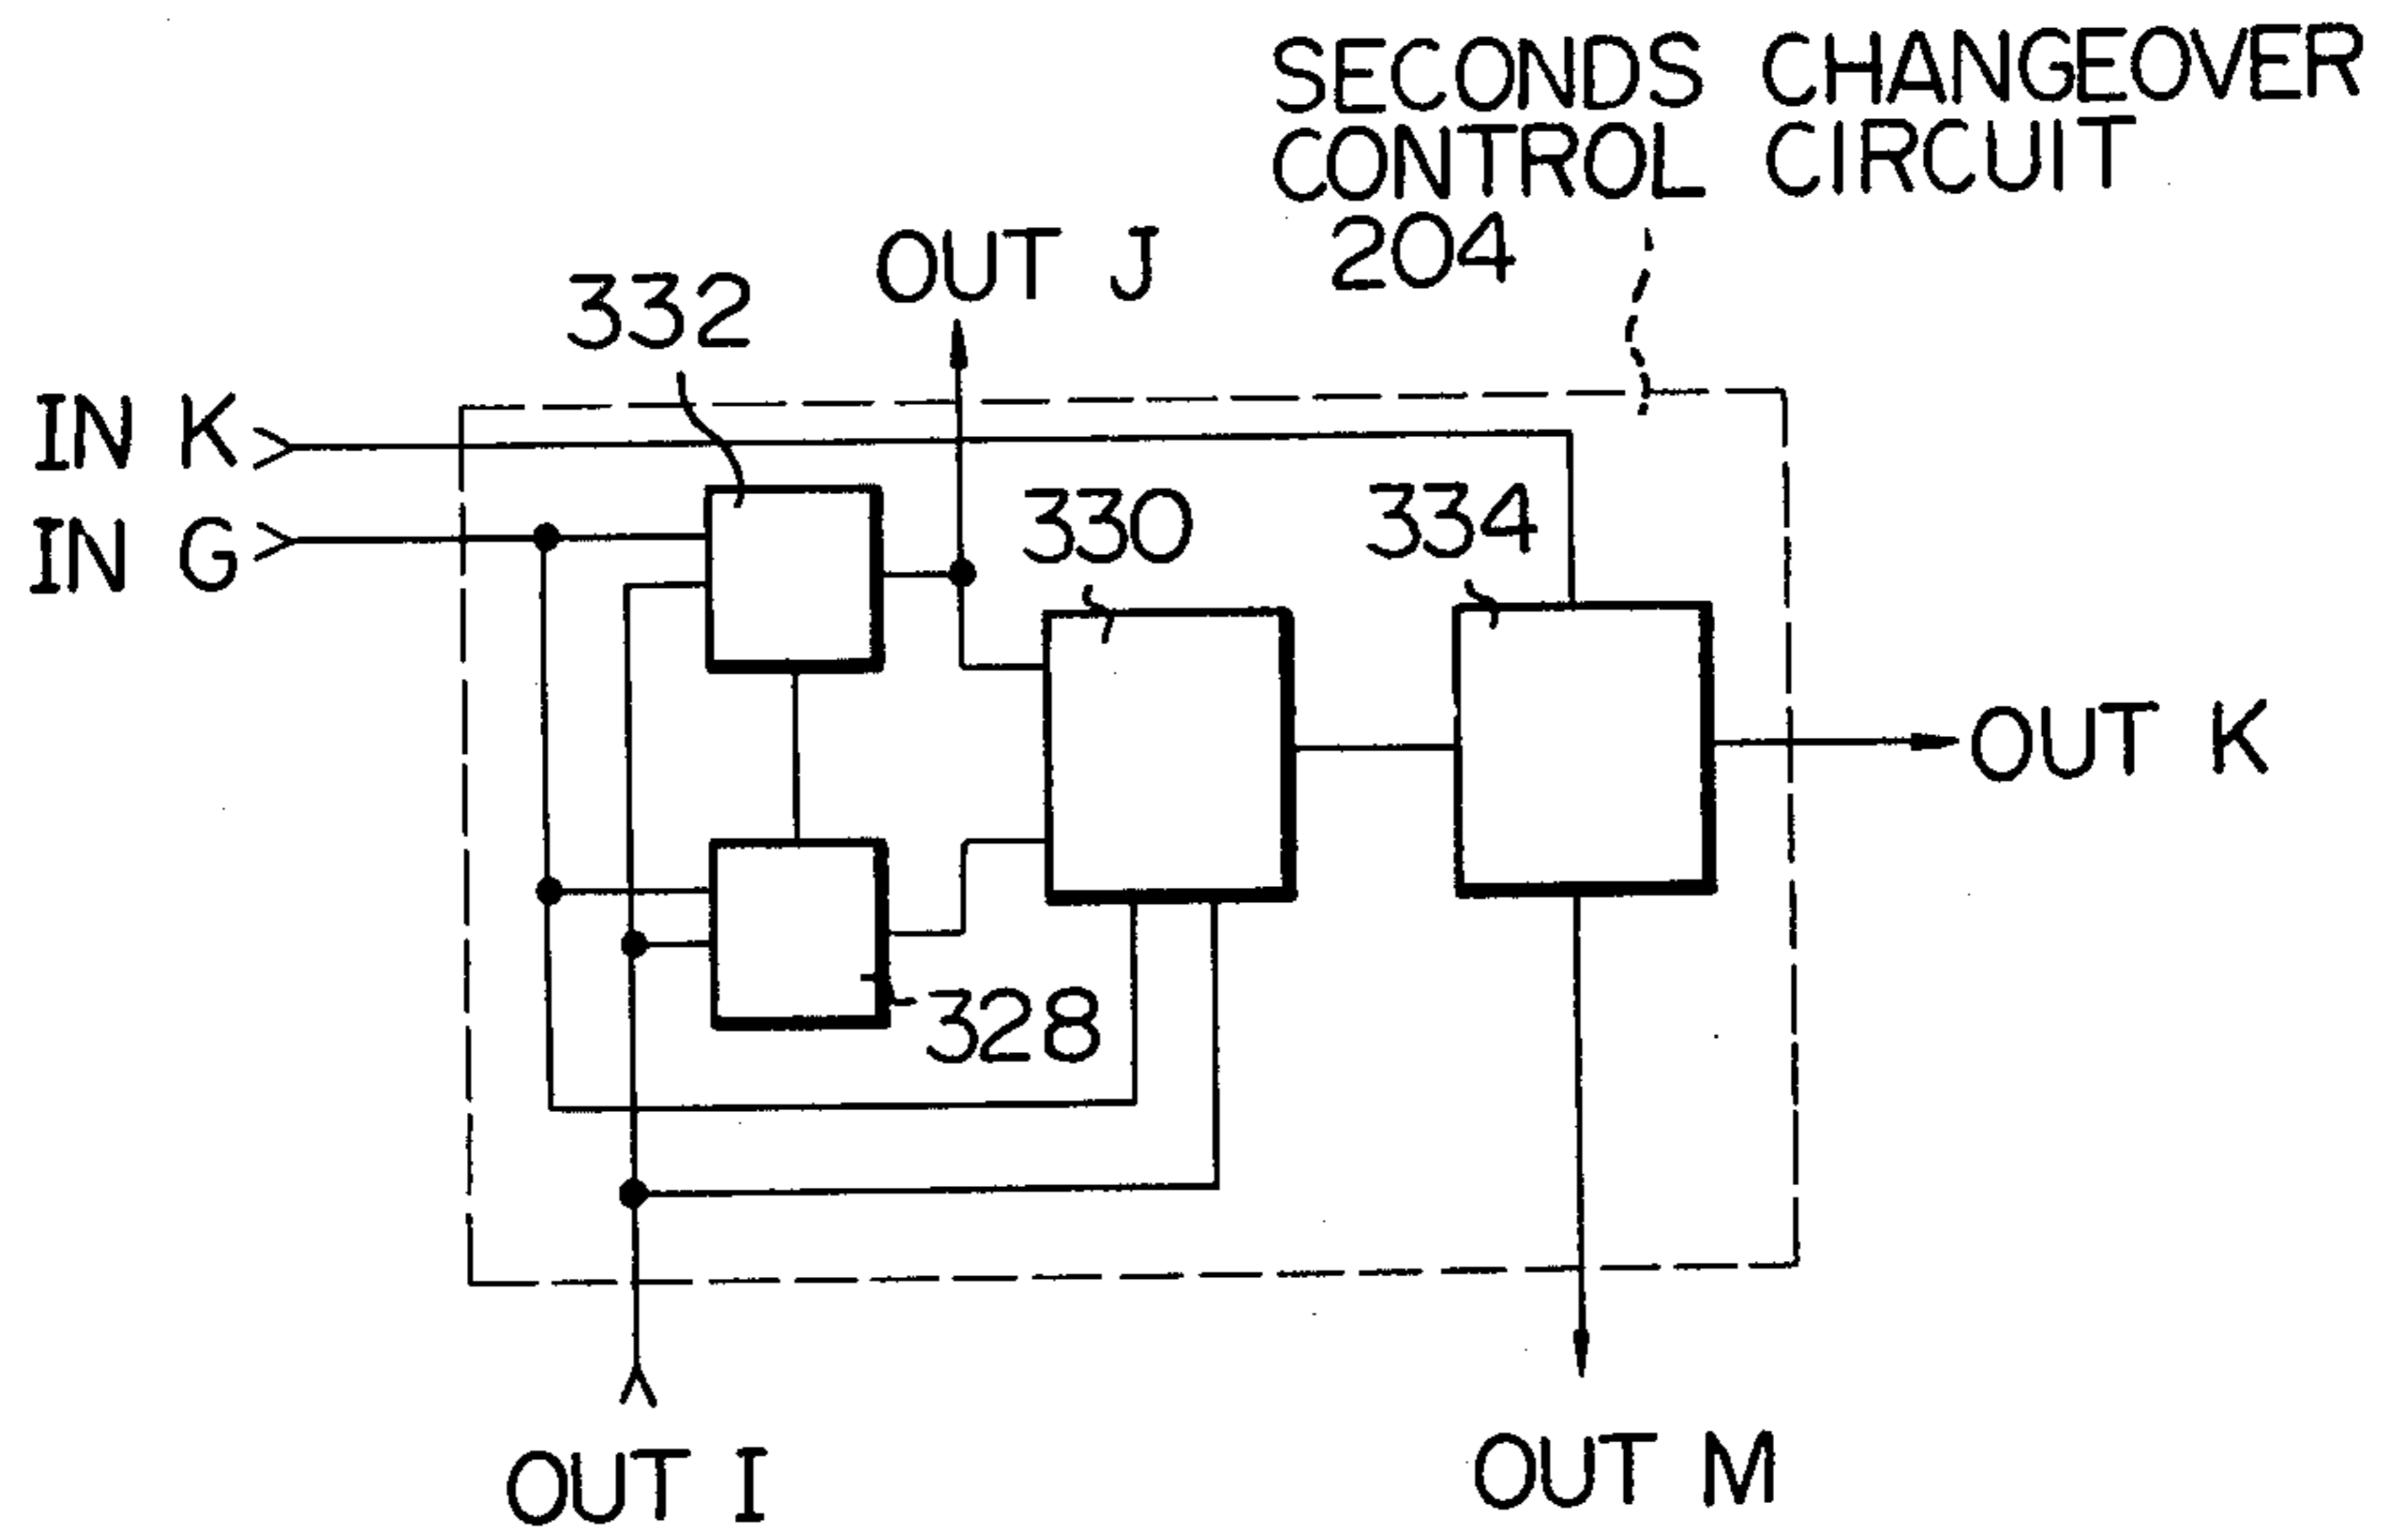 SECONDS CHANGEOVER
CONTROL CIRCUIT
204
OUT J
332
IN K
IN G
330
334
OUT K
328
OUT I
OUT M